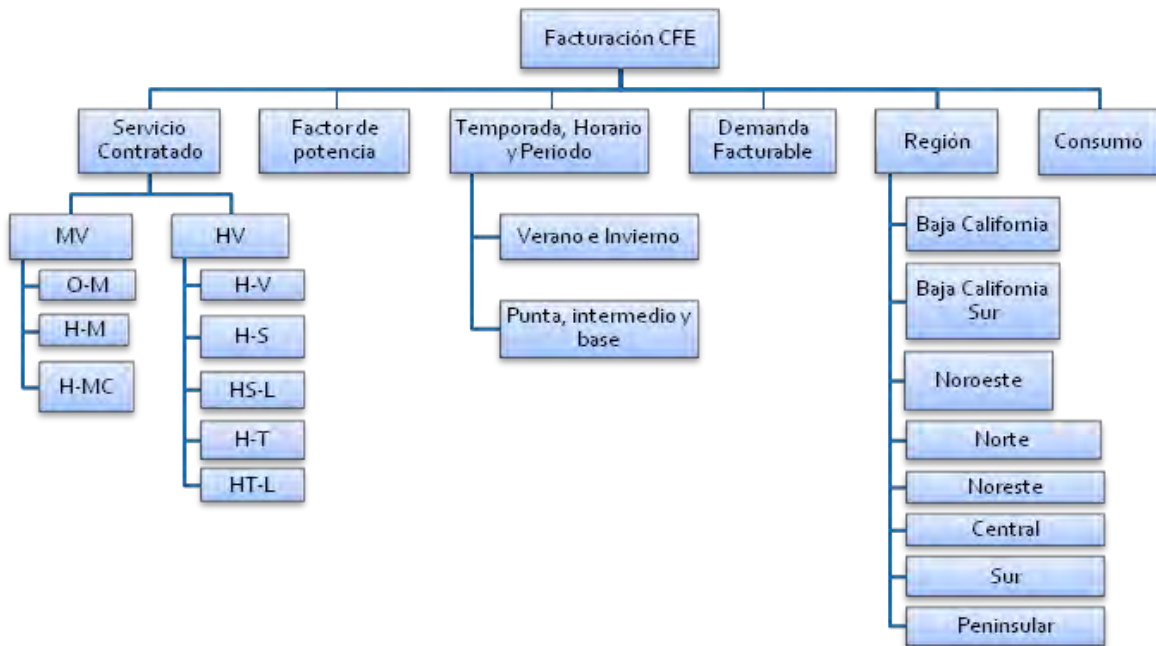 Facturación CFE
Servicio
Contratado
Factor de
potencia
Temporada, Horario
y Periodo
Demanda
Facturable
Región
Consumo
MV
O-M
H-M
H-MC
HV
H-V
H-S
HS-L
H-T
HT-L
Verano e Invierno
Punta, intermedio y
base
Baja California
Baja California
Sur
Noroeste
Norte
Noreste
Central
Sur
Peninsular